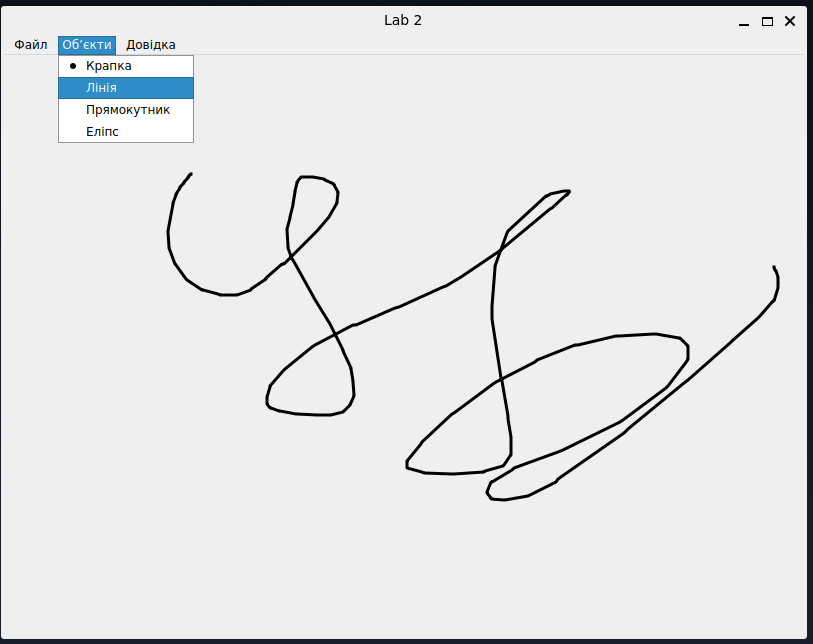 Lab 2
Файл Об'єкти Довідка
Крапка
Лінія
Прямокутник
Еліпс